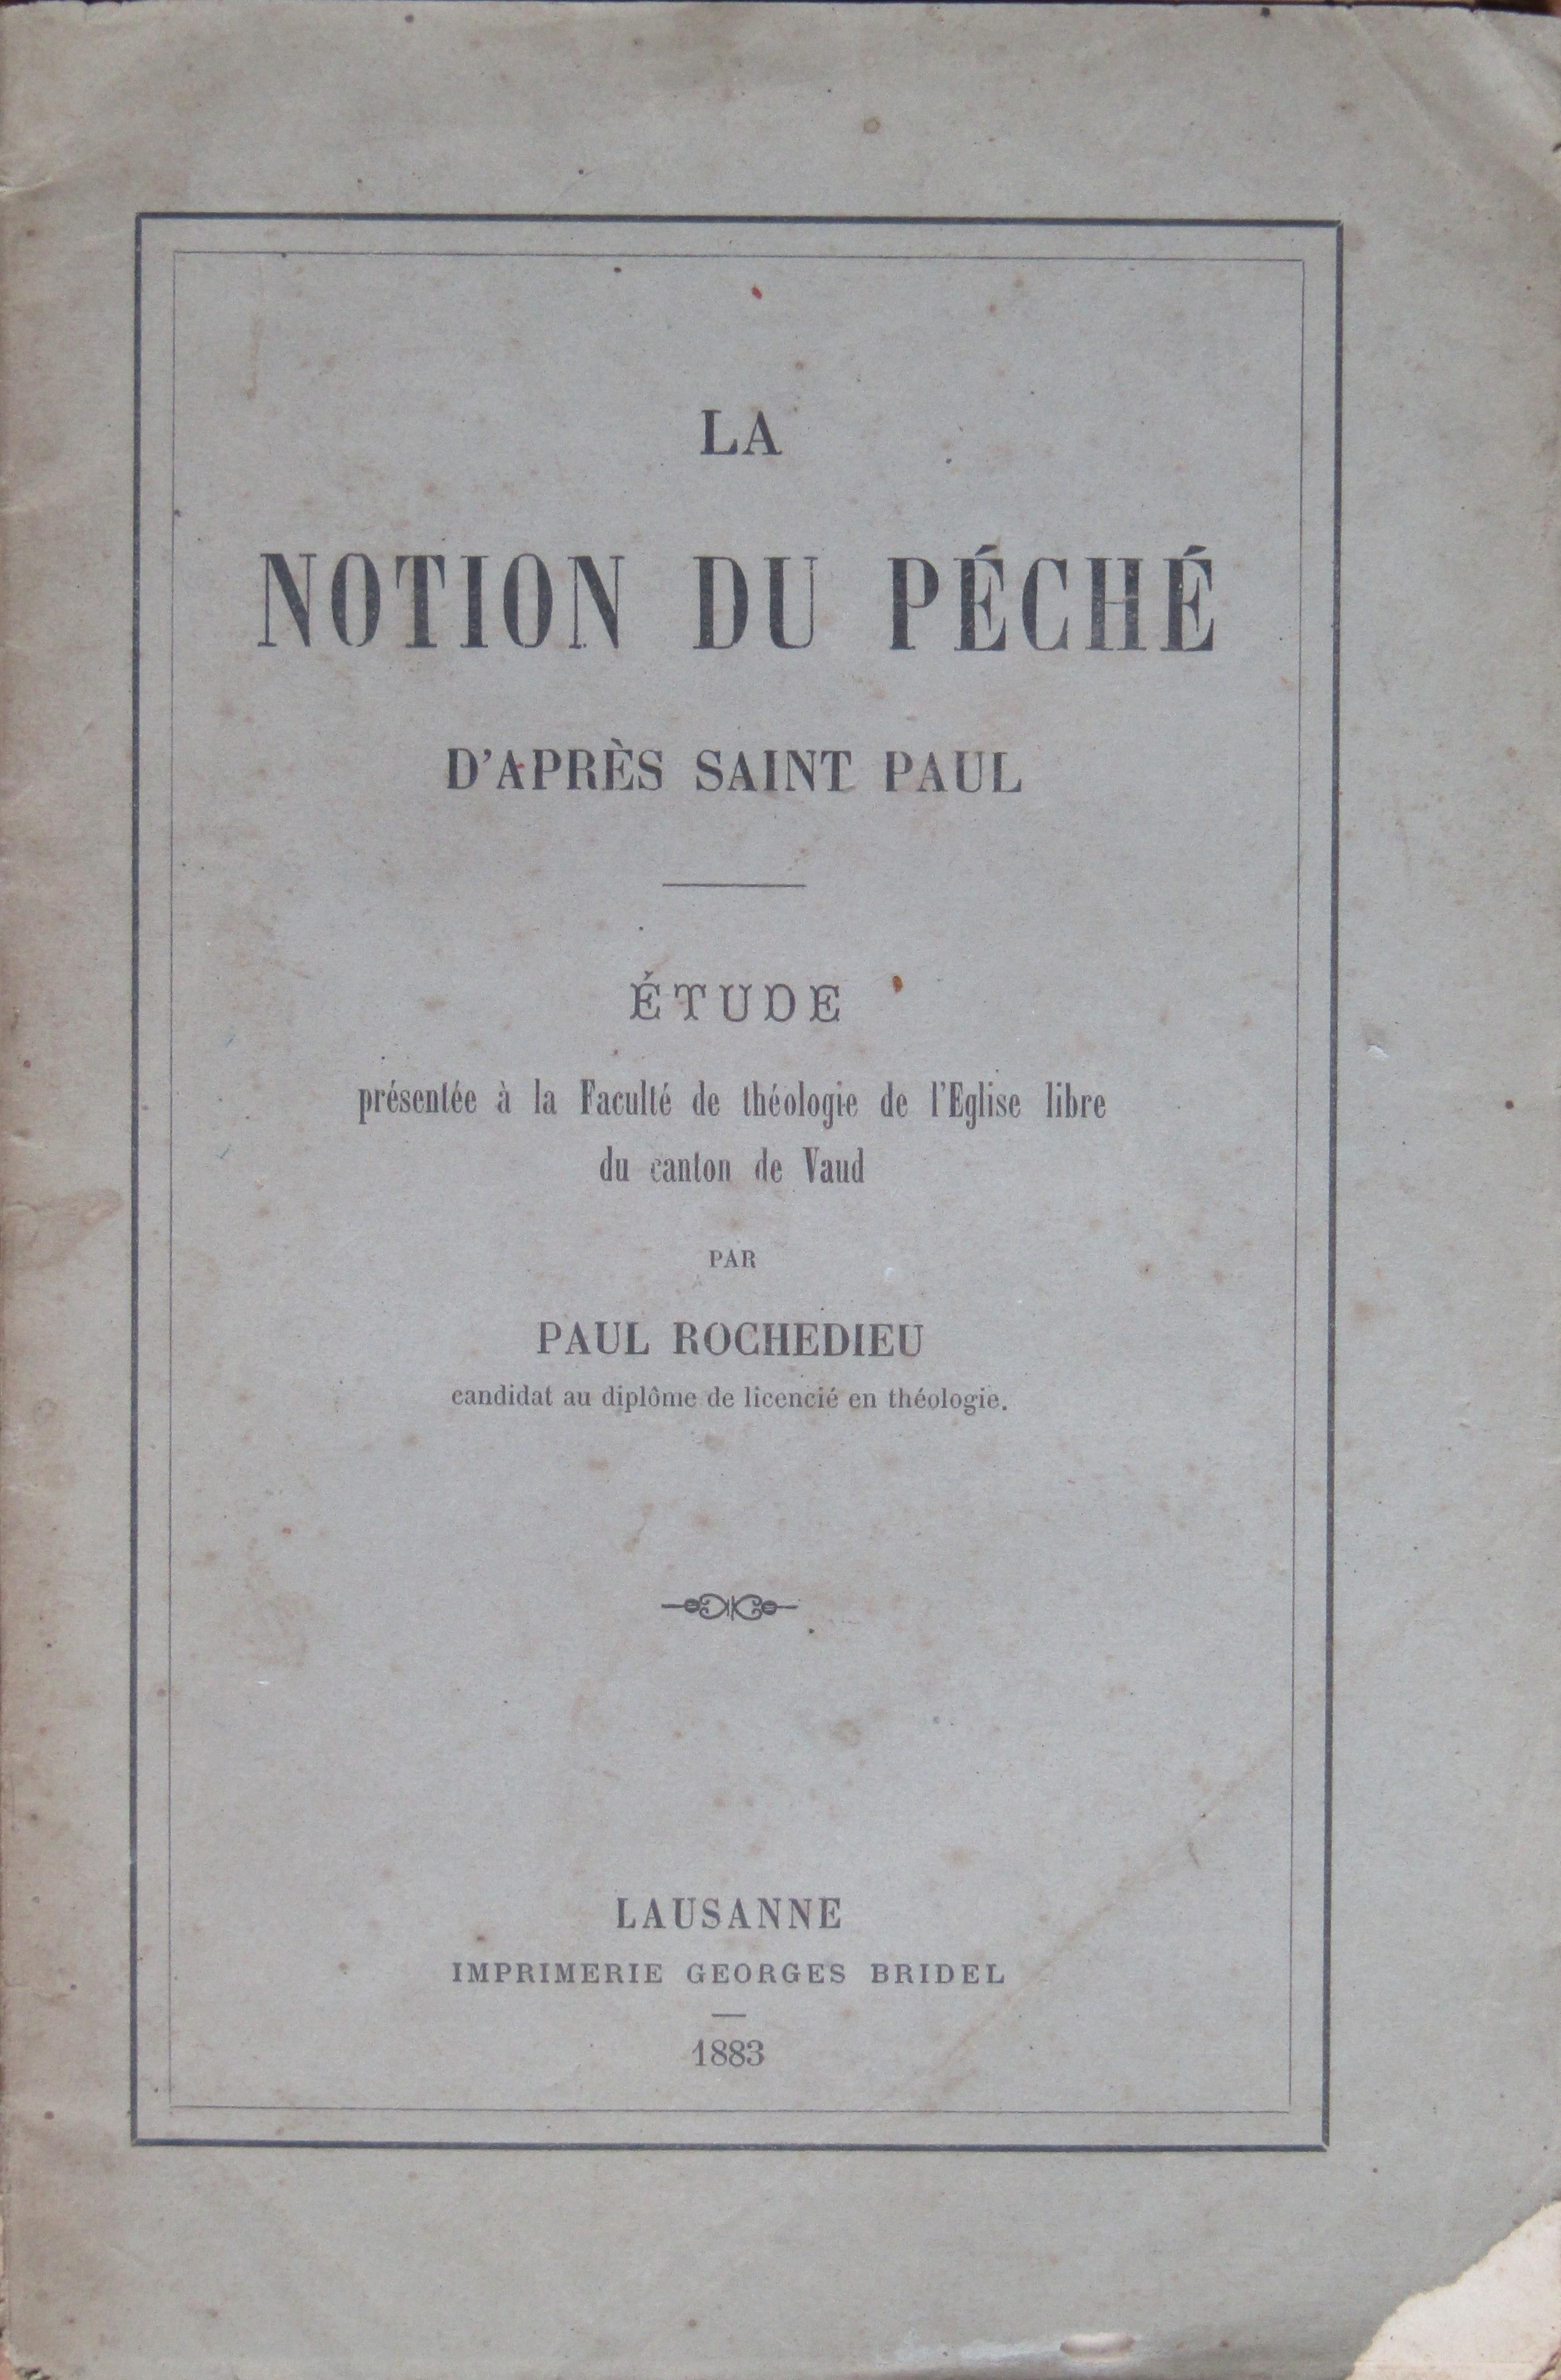 LA
NOTION DU PÉCHÉ
D'APRÈS SAINT PAUL
ÉTUDE
présentée à la Faculté de théologie de l'Eglise libre
du canton de Vaud
PAR
PAUL ROCHEDIEU
candidat au diplôme de licencié en théologie.
LAUSANNE
IMPRIMERIE GEORGES BRIDEL
1883